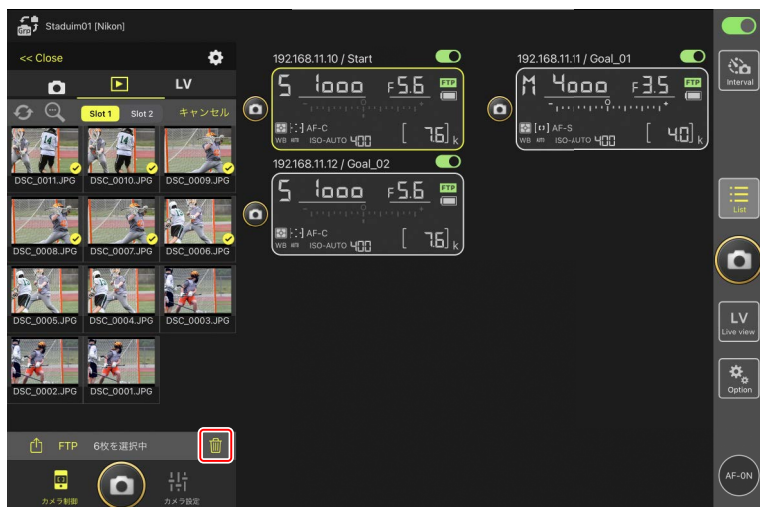 Grp Staduim01 [Nikon]
<< Close
LV
Slot 1 Slot 2 キャンセル
DSC_0011.JPG DSC_0010.JPG DSC_0009.JPG
DSC_0008.JPG DSC_0007.JPG DSC_0006.JPG
DSC_0005.JPG DSC_0004.JPG DSC_0003.JPG
DSC_0002.JPG DSC_0001.JPG
FTP 6枚を選択中
カメラ制御 カメラ設定
192.168.11.10 / Start
S 1000 F5.6 FTP
AF-C
WB ISO-AUTO 400 [ 7.6] k
192.168.11.11 / Goal_01
M 4000 F3.5 FTP
AF-S
WB ISO-AUTO 400 [ 4.0] k
192.168.11.12 / Goal_02
S 1000 F5.6 FTP
AF-C
WB ISO-AUTO 400 [ 7.6] k
Interval
List
LV
Live view
Option
AF-ON